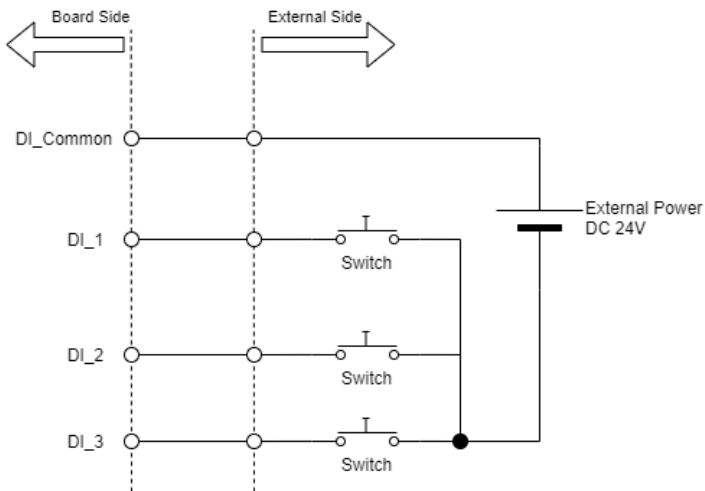 Board Side
External Side
DI_Common
External Power
DC 24V
DI_1
Switch
DI_2
Switch
DI_3
Switch